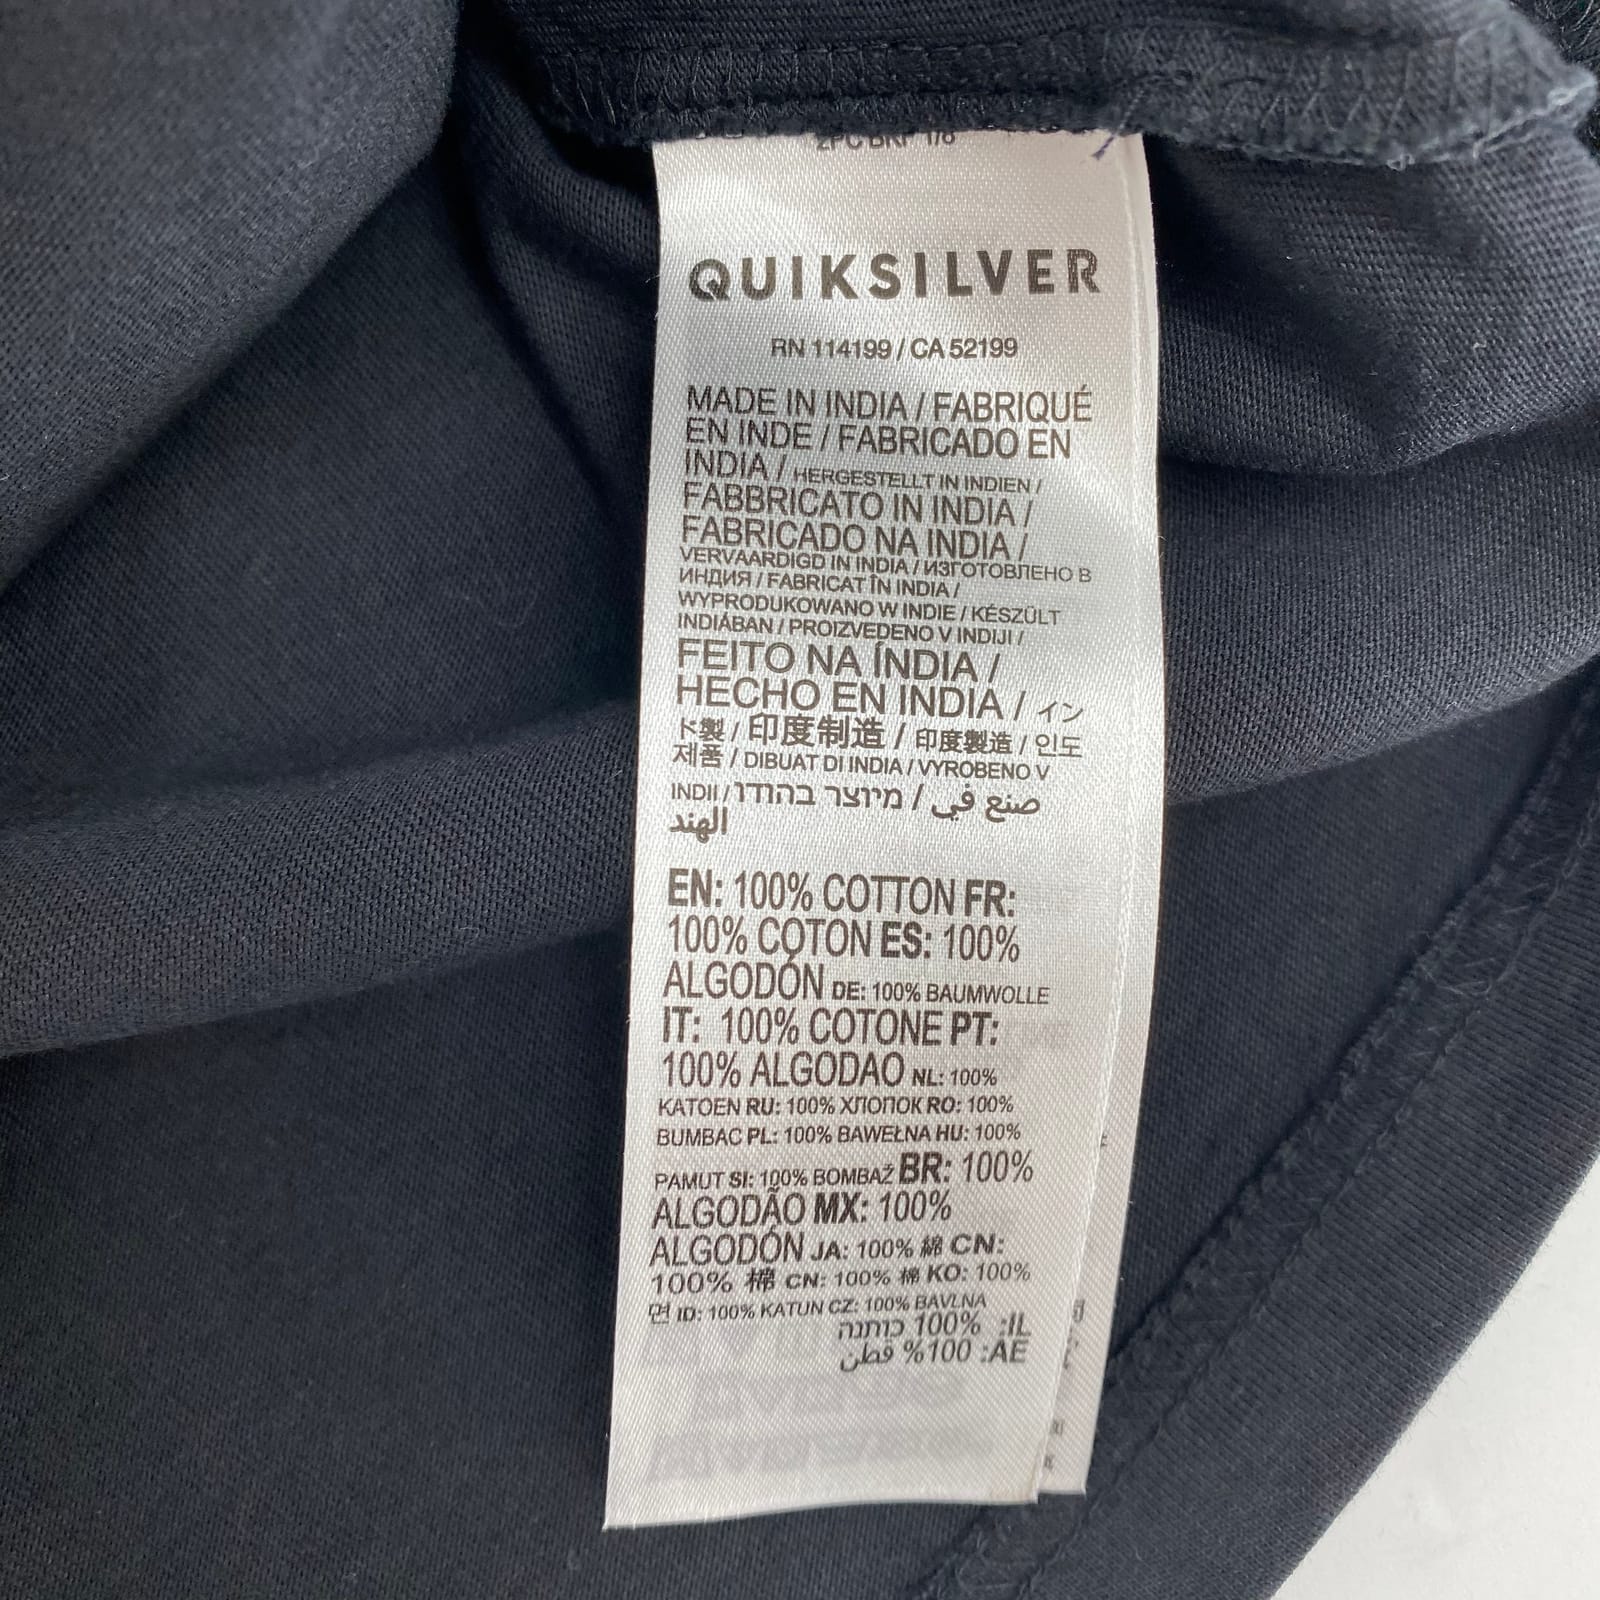 2PC BRP 1/8
QUIKSILVER
RN 114199 / CA 52199
MADE IN INDIA / FABRIQUÉ
EN INDE / FABRICADO EN
INDIA / HERGESTELLT IN INDIEN /
FABBRICATO IN INDIA /
FABRICADO NA INDIA /
VERVAARDIGD IN INDIA / ИЗГОТОВЛЕНО В
ИНДИЯ / FABRICAT ÎN INDIA /
WYPRODUKOWANO W INDIE / KÉSZÜLT
INDIÁBAN / PROIZVEDENO V INDIJI /
FEITO NA ÍNDIA /
HECHO EN INDIA / イン
ド製 / 印度制造 / 印度製造 / 인도
제품 / DIBUAT DI INDIA / VYROBENO V
INDII / מיוצר בהודו / صنع في
الهند
EN: 100% COTTON FR:
100% COTON ES: 100%
ALGODÓN DE: 100% BAUMWOLLE
IT: 100% COTONE PT:
100% ALGODAO NL: 100%
KATOEN RU: 100% ХЛОПОК RO: 100%
BUMBAC PL: 100% BAWEŁNA HU: 100%
PAMUT SI: 100% BOMBAŽ BR: 100%
ALGODÃO MX: 100%
ALGODÓN JA: 100% 綿 CN:
100% 棉 CN: 100% 棉 KO: 100%
면 ID: 100% KATUN CZ: 100% BAVLNA
IL: 100% כותנה
AE: 100% قطن